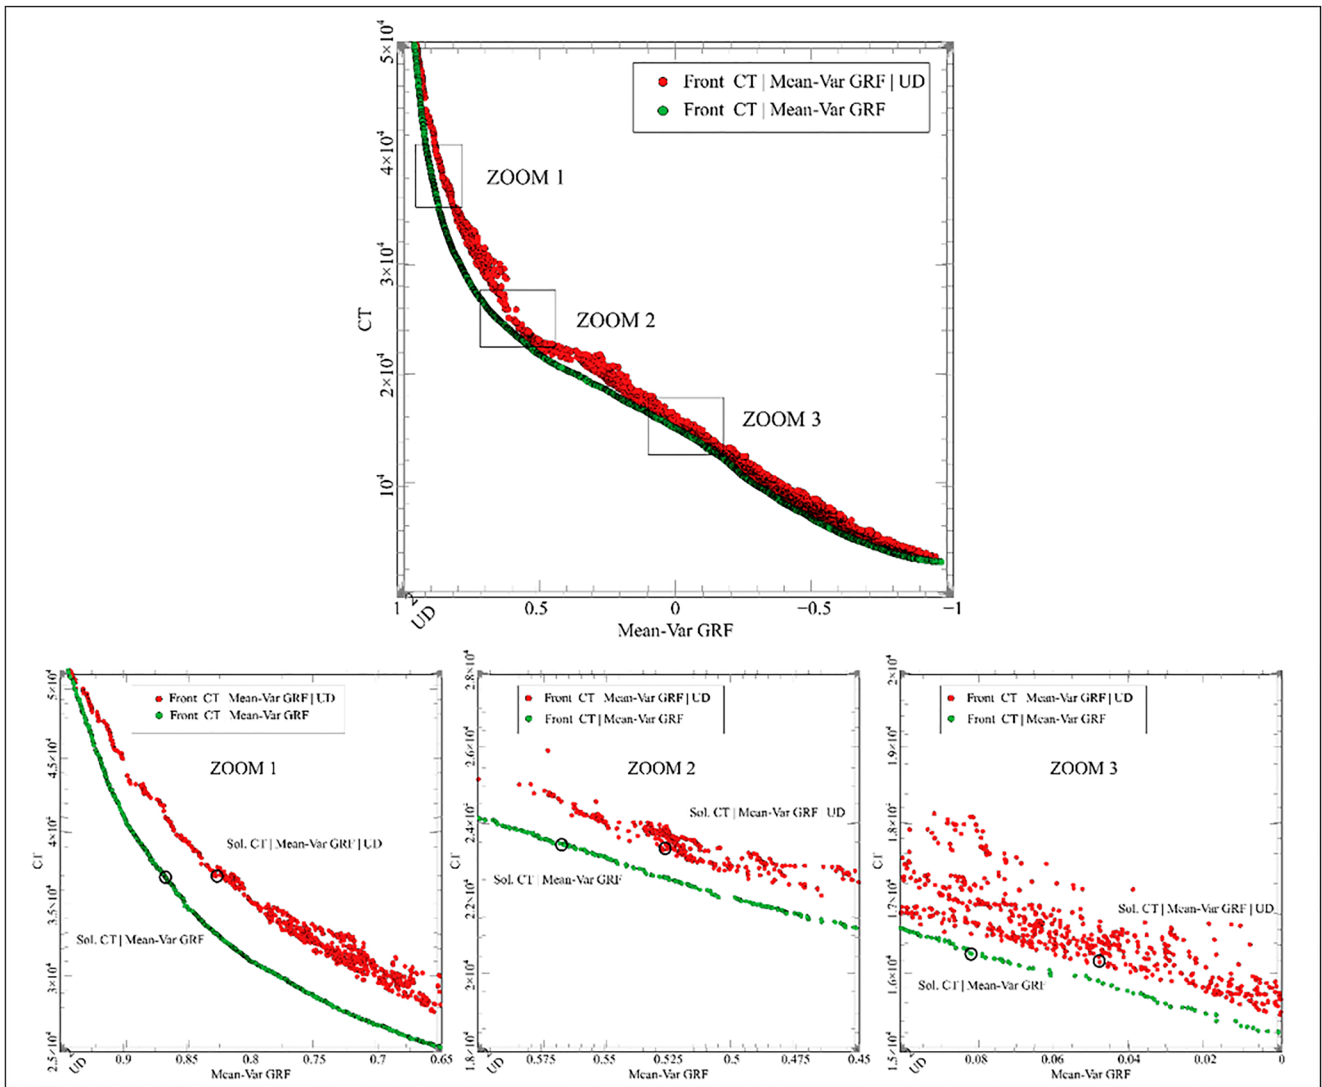 Front CT | Mean-Var GRF | UD
Front CT | Mean-Var GRF
5×10⁴
4×10⁴
3×10⁴
2×10⁴
10⁴
CT
ZOOM 1
ZOOM 2
ZOOM 3
1
0.5
0
−0.5
−1
2
UD
Mean-Var GRF
Front CT Mean-Var GRF | UD
Front CT Mean-Var GRF
ZOOM 1
Sol. CT | Mean-Var GRF | UD
Sol. CT | Mean-Var GRF
5×10⁴
4.5×10⁴
4×10⁴
3.5×10⁴
3×10⁴
2.5×10⁴
CT
UD
0.9
0.85
0.8
0.75
0.7
0.65
Mean-Var GRF
Front CT | Mean-Var GRF | UD
Front CT | Mean-Var GRF
ZOOM 2
Sol. CT | Mean-Var GRF UD
Sol. CT | Mean-Var GRF
2.8×10⁴
2.6×10⁴
2.4×10⁴
2.2×10⁴
2×10⁴
1.8×10⁴
CT
UD
0.575
0.55
0.525
0.5
0.475
0.45
Mean-Var GRF
Front CT | Mean-Var GRF | UD
Front CT | Mean-Var GRF
ZOOM 3
Sol. CT | Mean-Var GRF | UD
Sol. CT | Mean-Var GRF
2×10⁴
1.9×10⁴
1.8×10⁴
1.7×10⁴
1.6×10⁴
1.5×10⁴
CT
UD
0.08
0.06
0.04
0.02
0
Mean-Var GRF